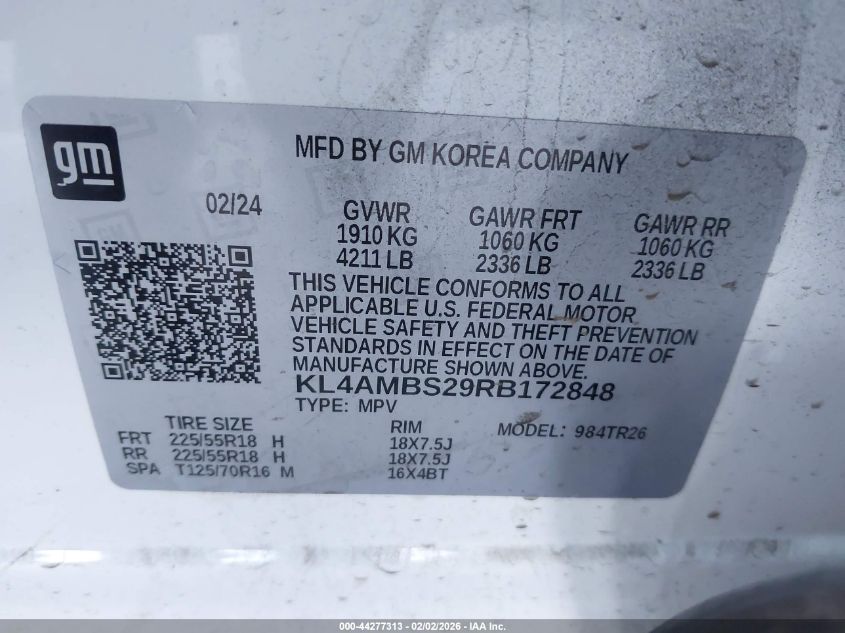 gm
MFD BY GM KOREA COMPANY
02/24
GVWR GAWR FRT GAWR RR
1910 KG 1060 KG 1060 KG
4211 LB 2336 LB 2336 LB
THIS VEHICLE CONFORMS TO ALL
APPLICABLE U.S. FEDERAL MOTOR
VEHICLE SAFETY AND THEFT PREVENTION
STANDARDS IN EFFECT ON THE DATE OF
MANUFACTURE SHOWN ABOVE.
KL4AMBS29RB172848
TYPE: MPV
TIRE SIZE RIM MODEL: 984TR26
FRT 225/55R18 H 18X7.5J
RR 225/55R18 H 18X7.5J
SPA T125/70R16 M 16X4BT
000-44277313 - 02/02/2026 - IAA Inc.